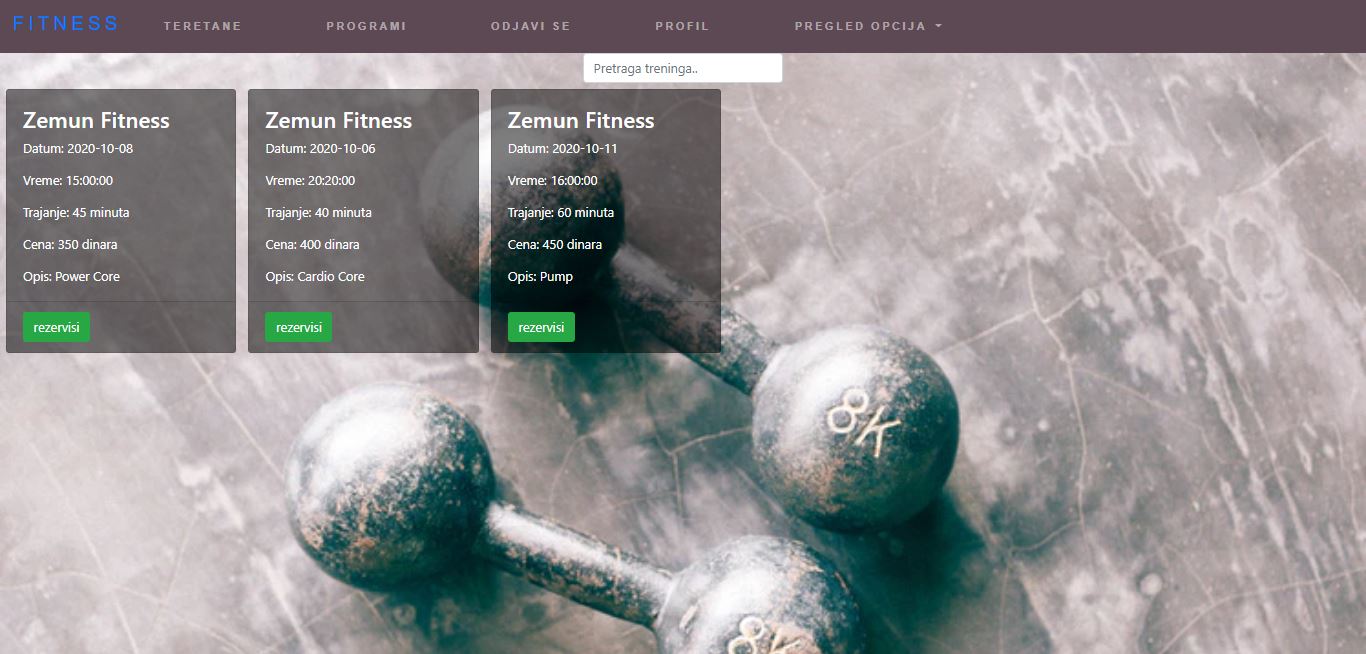 FITNESS
TERETANE
PROGRAMI
ODJAVI SE
PROFIL
PREGLED OPCIJA
Pretraga treninga..
Zemun Fitness
Datum: 2020-10-08
Vreme: 15:00:00
Trajanje: 45 minuta
Cena: 350 dinara
Opis: Power Core
rezervisi
Zemun Fitness
Datum: 2020-10-06
Vreme: 20:20:00
Trajanje: 40 minuta
Cena: 400 dinara
Opis: Cardio Core
rezervisi
Zemun Fitness
Datum: 2020-10-11
Vreme: 16:00:00
Trajanje: 60 minuta
Cena: 450 dinara
Opis: Pump
rezervisi
8K
8K